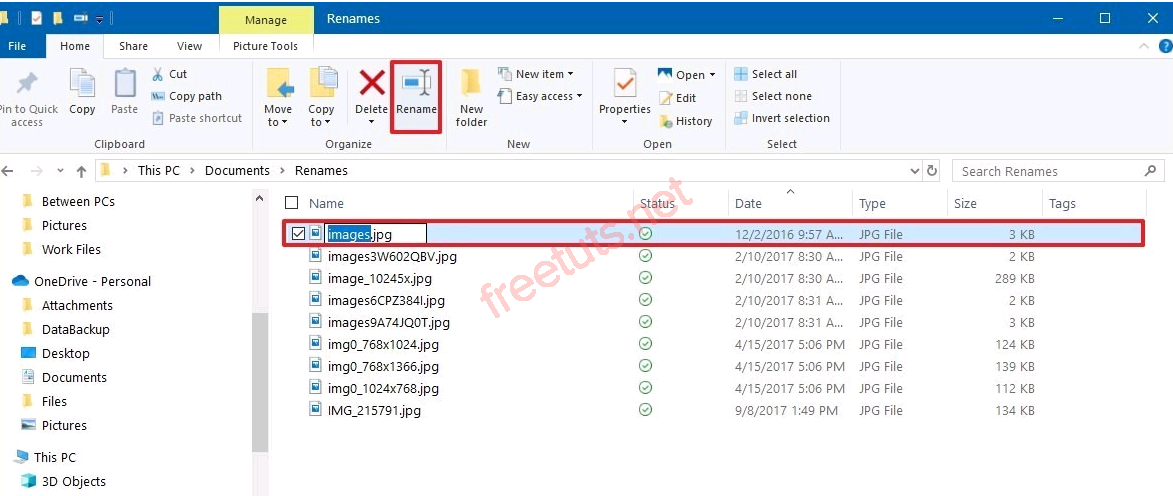 Manage Renames
File Home Share View Picture Tools
Pin to Quick access
Copy
Paste
Cut
Copy path
Paste shortcut
Clipboard
Move to
Copy to
Delete
Rename
Organize
New folder
New item
Easy access
New
Properties
Open
Edit
History
Open
Select all
Select none
Invert selection
Select
This PC > Documents > Renames
Search Renames
Between PCs
Pictures
Work Files
OneDrive - Personal
Attachments
DataBackup
Desktop
Documents
Files
Pictures
This PC
3D Objects
Name Status Date Type Size Tags
images.jpg 12/2/2016 9:57 A... JPG File 3 KB
images3W602QBV.jpg 2/10/2017 8:30 A... JPG File 2 KB
image_10245x.jpg 2/10/2017 8:30 A... JPG File 289 KB
images6CPZ384I.jpg 2/10/2017 8:31 A... JPG File 2 KB
images9A74JQ0T.jpg 2/10/2017 8:31 A... JPG File 3 KB
img0_768x1024.jpg 4/15/2017 5:06 PM JPG File 124 KB
img0_768x1366.jpg 4/15/2017 5:06 PM JPG File 139 KB
img0_1024x768.jpg 4/15/2017 5:06 PM JPG File 112 KB
IMG_215791.jpg 9/8/2017 1:49 PM JPG File 134 KB
freetuts.net